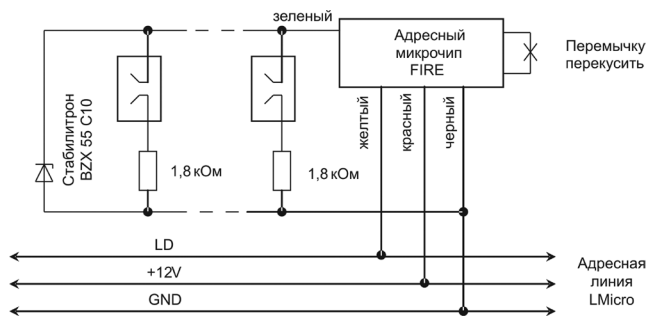 зеленый
Адресный
микрочип
FIRE
Перемычку
перекусить
желтый
красный
черный
Стабилитрон
BZX 55 C10
1,8 кОм
1,8 кОм
LD
+12V
GND
Адресная
линия
LMicro